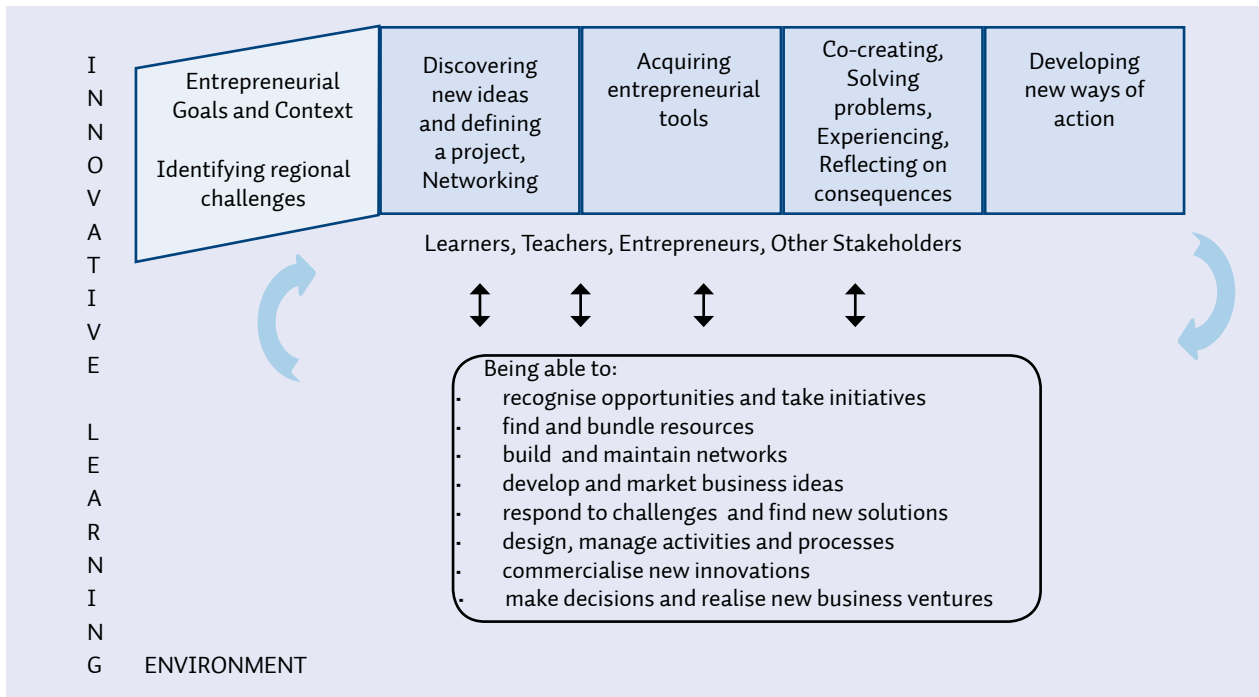 INNOVATIVE LEARNING ENVIRONMENT
Entrepreneurial
Goals and Context
Identifying regional
challenges
Discovering
new ideas
and defining
a project,
Networking
Acquiring
entrepreneurial
tools
Co-creating,
Solving
problems,
Experiencing,
Reflecting on
consequences
Developing
new ways of
action
Learners, Teachers, Entrepreneurs, Other Stakeholders
Being able to:
· recognise opportunities and take initiatives
· find and bundle resources
· build and maintain networks
· develop and market business ideas
· respond to challenges and find new solutions
· design, manage activities and processes
· commercialise new innovations
· make decisions and realise new business ventures